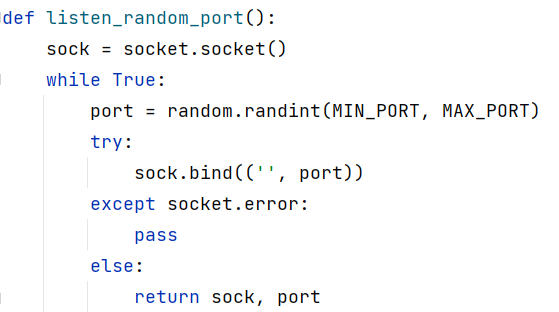 def listen_random_port():
    sock = socket.socket()
    while True:
        port = random.randint(MIN_PORT, MAX_PORT)
        try:
            sock.bind(('', port))
        except socket.error:
            pass
        else:
            return sock, port